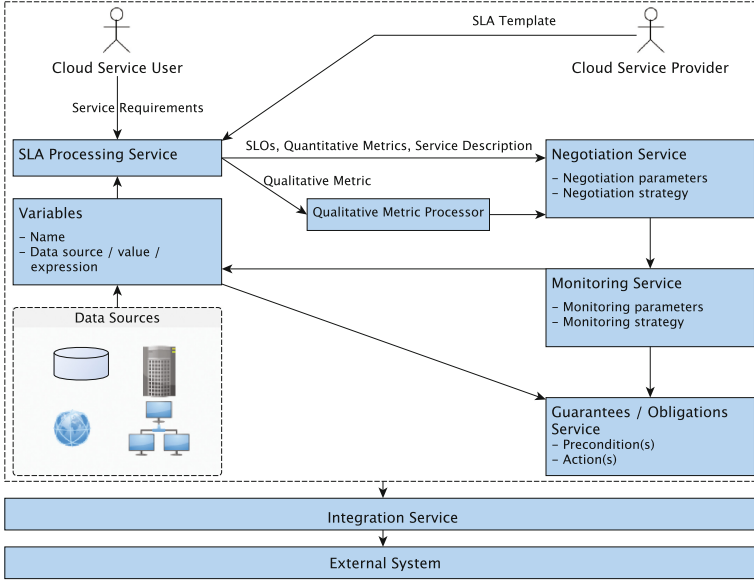 SLA Template
Cloud Service User
Cloud Service Provider
Service Requirements
SLA Processing Service
SLOs, Quantitative Metrics, Service Description
Negotiation Service
– Negotiation parameters
– Negotiation strategy
Qualitative Metric
Qualitative Metric Processor
Variables
– Name
– Data source / value /
expression
Monitoring Service
– Monitoring parameters
– Monitoring strategy
Data Sources
Guarantees / Obligations
Service
– Precondition(s)
– Action(s)
Integration Service
External System